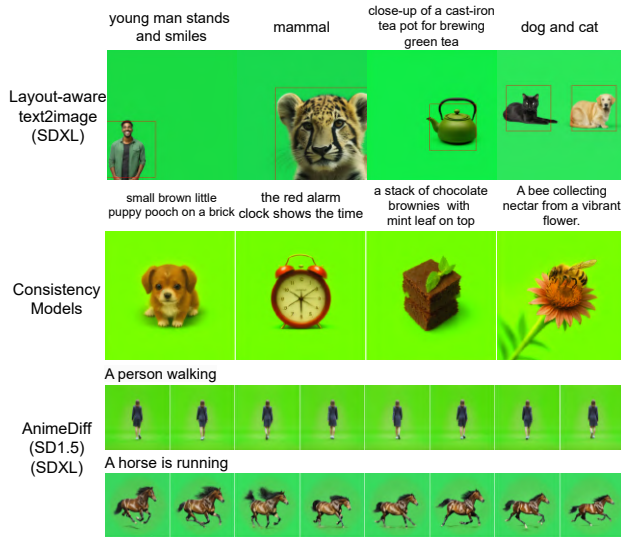 young man stands
and smiles
mammal
close-up of a cast-iron
tea pot for brewing
green tea
dog and cat
Layout-aware
text2image
(SDXL)
small brown little
puppy pooch on a brick
the red alarm
clock shows the time
a stack of chocolate
brownies with
mint leaf on top
A bee collecting
nectar from a vibrant
flower.
Consistency
Models
A person walking
AnimeDiff
(SD1.5)
(SDXL)
A horse is running